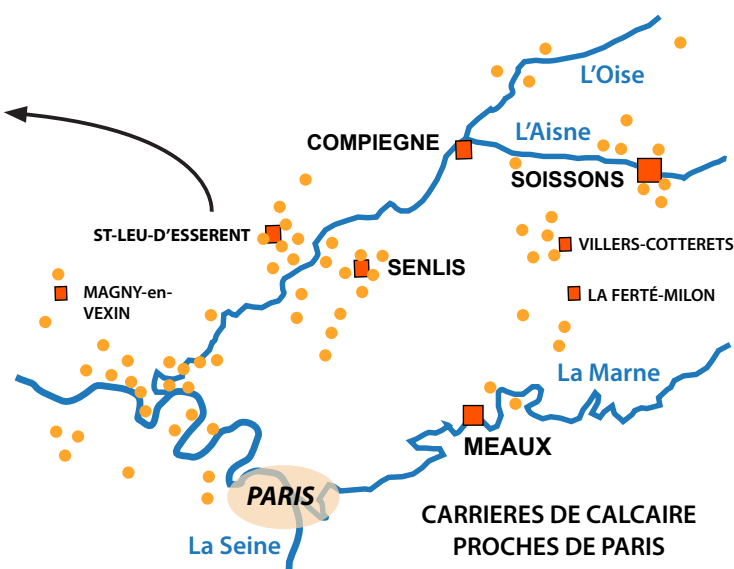 L'Oise
L'Aisne
COMPIEGNE
SOISSONS
ST-LEU-D'ESSERENT
VILLERS-COTTERETS
SENLIS
MAGNY-en-
VEXIN
LA FERTÉ-MILON
La Marne
MEAUX
PARIS
La Seine
CARRIERES DE CALCAIRE
PROCHES DE PARIS